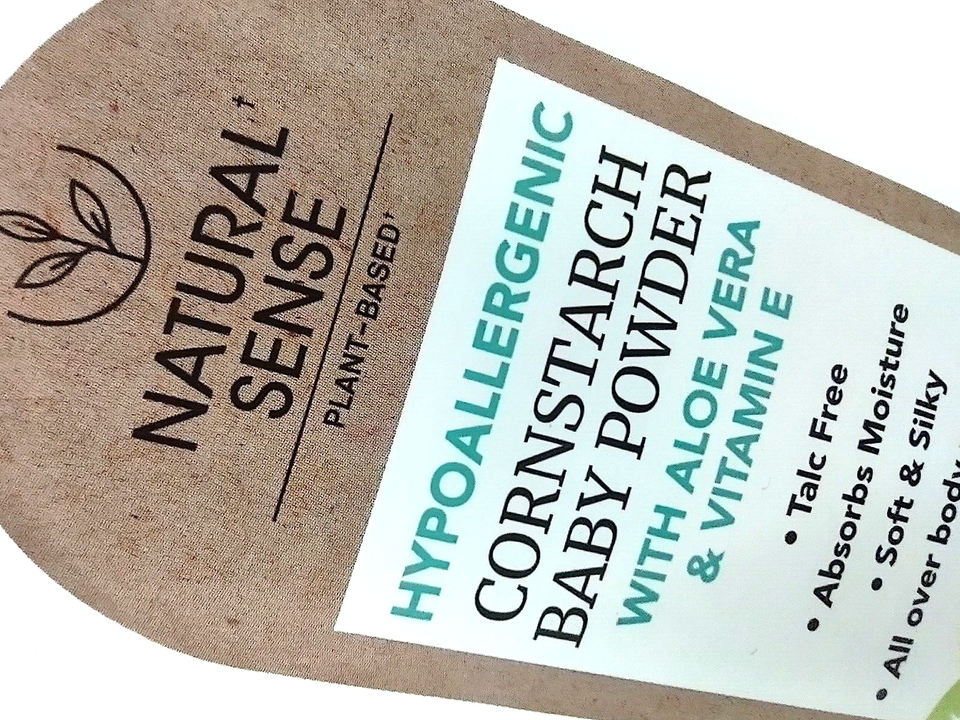 NATURAL†
SENSE
PLANT-BASED†
HYPOALLERGENIC
CORNSTARCH
BABY POWDER
WITH ALOE VERA
& VITAMIN E
• Talc Free
• Absorbs Moisture
• Soft & Silky
• All over body